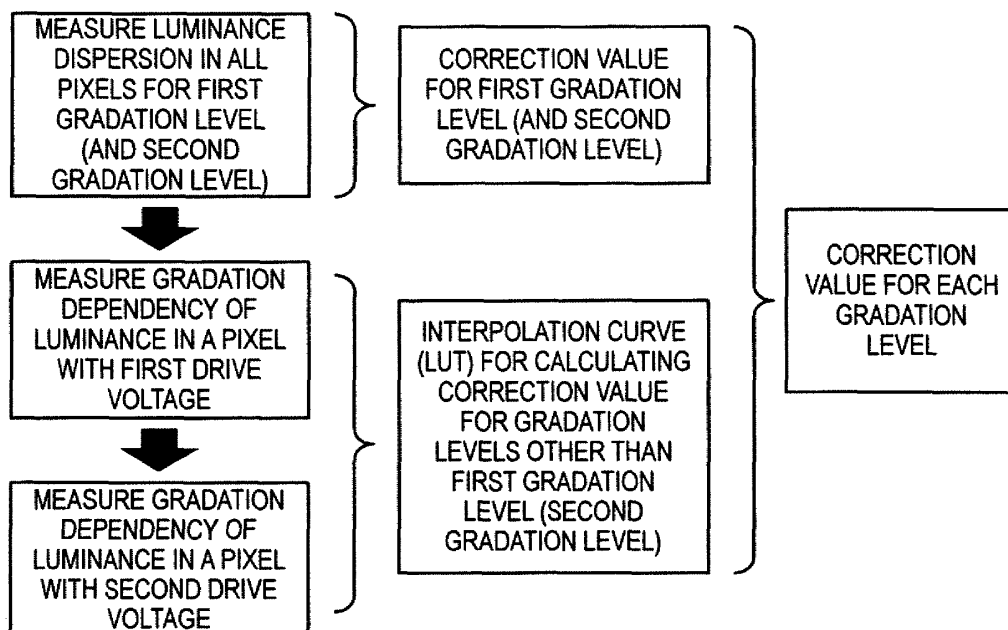 MEASURE LUMINANCE
DISPERSION IN ALL
PIXELS FOR FIRST
GRADATION LEVEL
(AND SECOND
GRADATION LEVEL)
CORRECTION VALUE
FOR FIRST GRADATION
LEVEL (AND SECOND
GRADATION LEVEL)
MEASURE GRADATION
DEPENDENCY OF
LUMINANCE IN A PIXEL
WITH FIRST DRIVE
VOLTAGE
MEASURE GRADATION
DEPENDENCY OF
LUMINANCE IN A PIXEL
WITH SECOND DRIVE
VOLTAGE
INTERPOLATION CURVE
(LUT) FOR CALCULATING
CORRECTION VALUE
FOR GRADATION
LEVELS OTHER THAN
FIRST GRADATION
LEVEL (SECOND
GRADATION LEVEL)
CORRECTION
VALUE FOR EACH
GRADATION
LEVEL